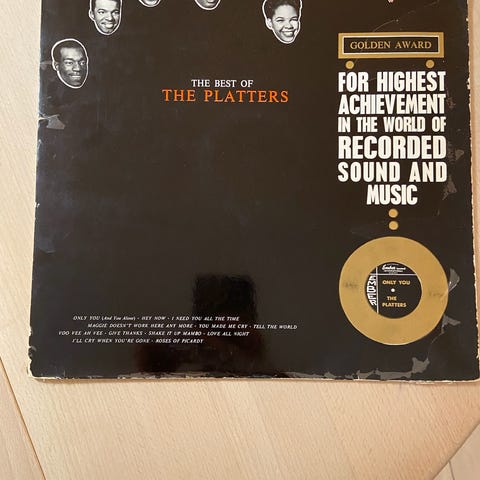 GOLDEN AWARD
THE BEST OF
THE PLATTERS
FOR HIGHEST
ACHIEVEMENT
IN THE WORLD OF
RECORDED
SOUND AND
MUSIC
Ember
EMBER
ONLY YOU
THE
PLATTERS
ONLY YOU (And You Alone) - HEY NOW - I NEED YOU ALL THE TIME
MAGGIE DOESN'T WORK HERE ANY MORE - YOU MADE ME CRY - TELL THE WORLD
VOO VEE AH VEE - GIVE THANKS - SHAKE IT UP MAMBO - LOVE ALL NIGHT
I'LL CRY WHEN YOU'RE GONE - ROSES OF PICARDY